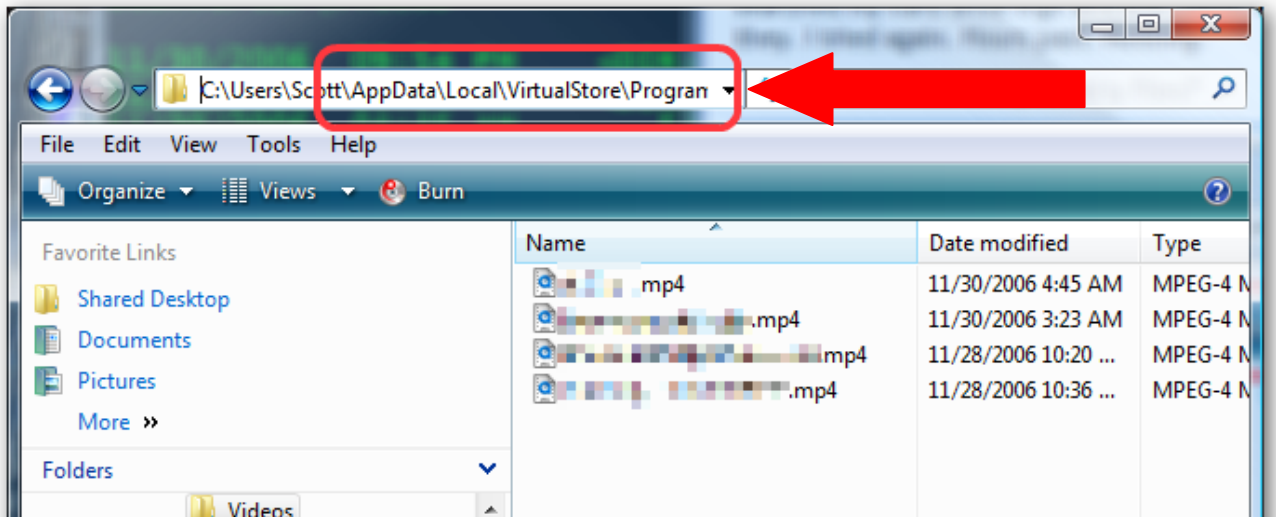 C:\Users\Scott\AppData\Local\VirtualStore\Program
File Edit View Tools Help
Organize Views Burn
Favorite Links
Shared Desktop
Documents
Pictures
More »
Folders
Videos
Name Date modified Type
.mp4 11/30/2006 4:45 AM MPEG-4 M
.mp4 11/30/2006 3:23 AM MPEG-4 M
.mp4 11/28/2006 10:20 ... MPEG-4 M
.mp4 11/28/2006 10:36 ... MPEG-4 M